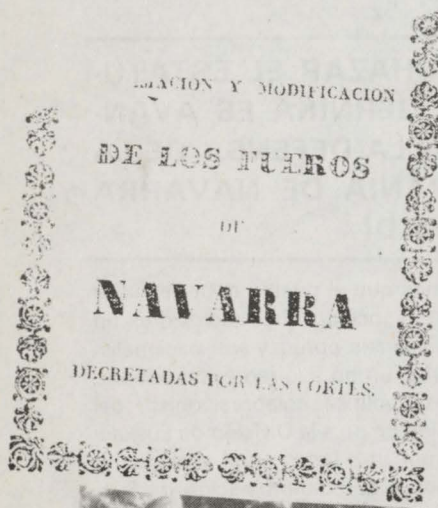 Y MODIFICACION
DE LOS FUEROS
DE
NAVARRA
DECRETADAS POR LAS CORTES.